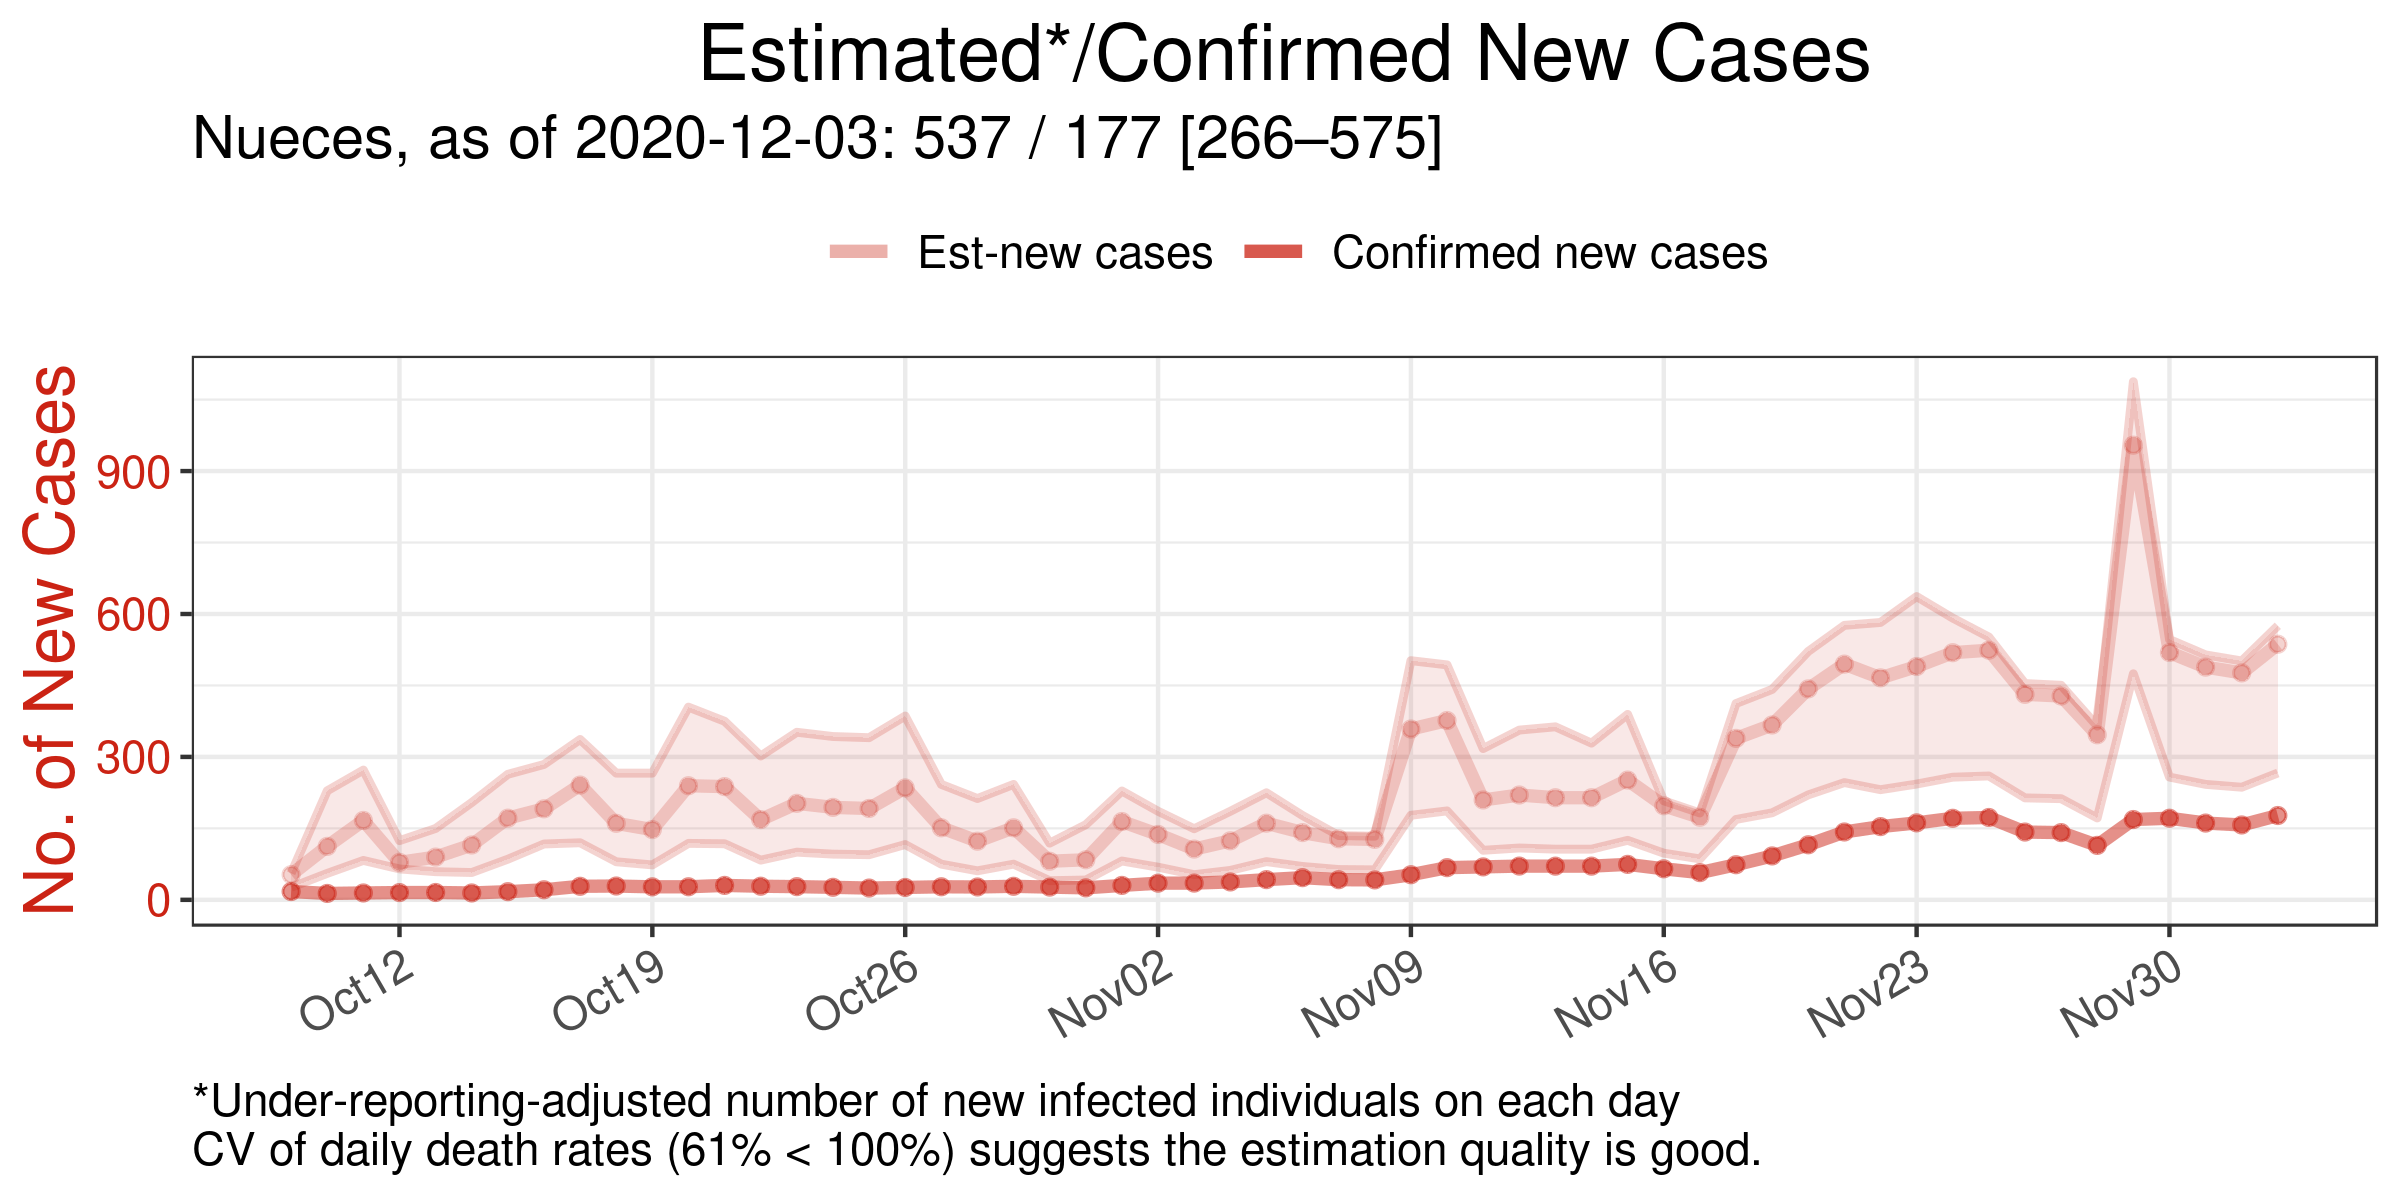 Estimated*/Confirmed New Cases
Nueces, as of 2020-12-03: 537 / 177 [266–575]
Est-new cases
Confirmed new cases
No. of New Cases
900
600
300
0
Oct12
Oct19
Oct26
Nov02
Nov09
Nov16
Nov23
Nov30
*Under-reporting-adjusted number of new infected individuals on each day
CV of daily death rates (61% < 100%) suggests the estimation quality is good.